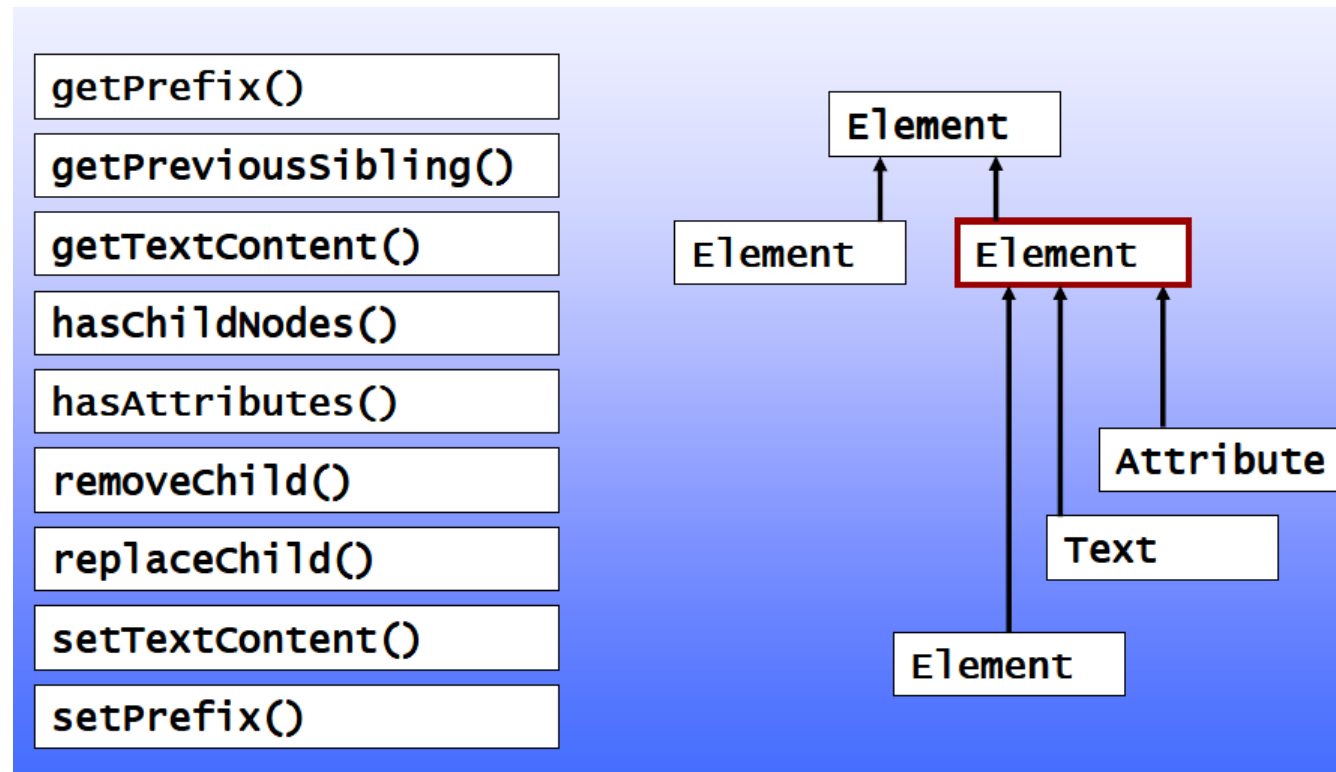 getPrefix()
getPreviousSibling()
getTextContent()
hasChildNodes()
hasAttributes()
removeChild()
replaceChild()
setTextContent()
setPrefix()
Element
Element
Element
Attribute
Text
Element